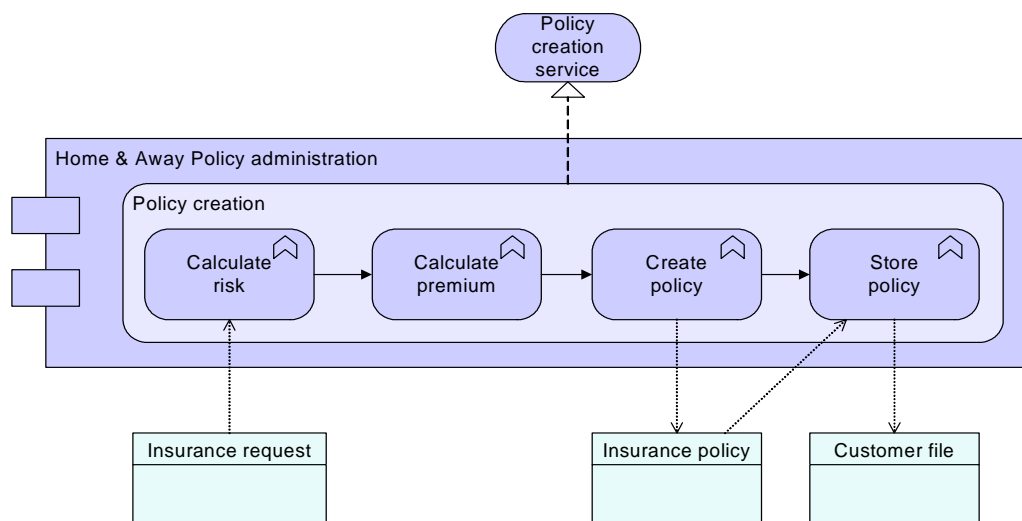 Policy
creation
service
Home & Away Policy administration
Policy creation
Calculate
risk
Calculate
premium
Create
policy
Store
policy
Insurance request
Insurance policy
Customer file